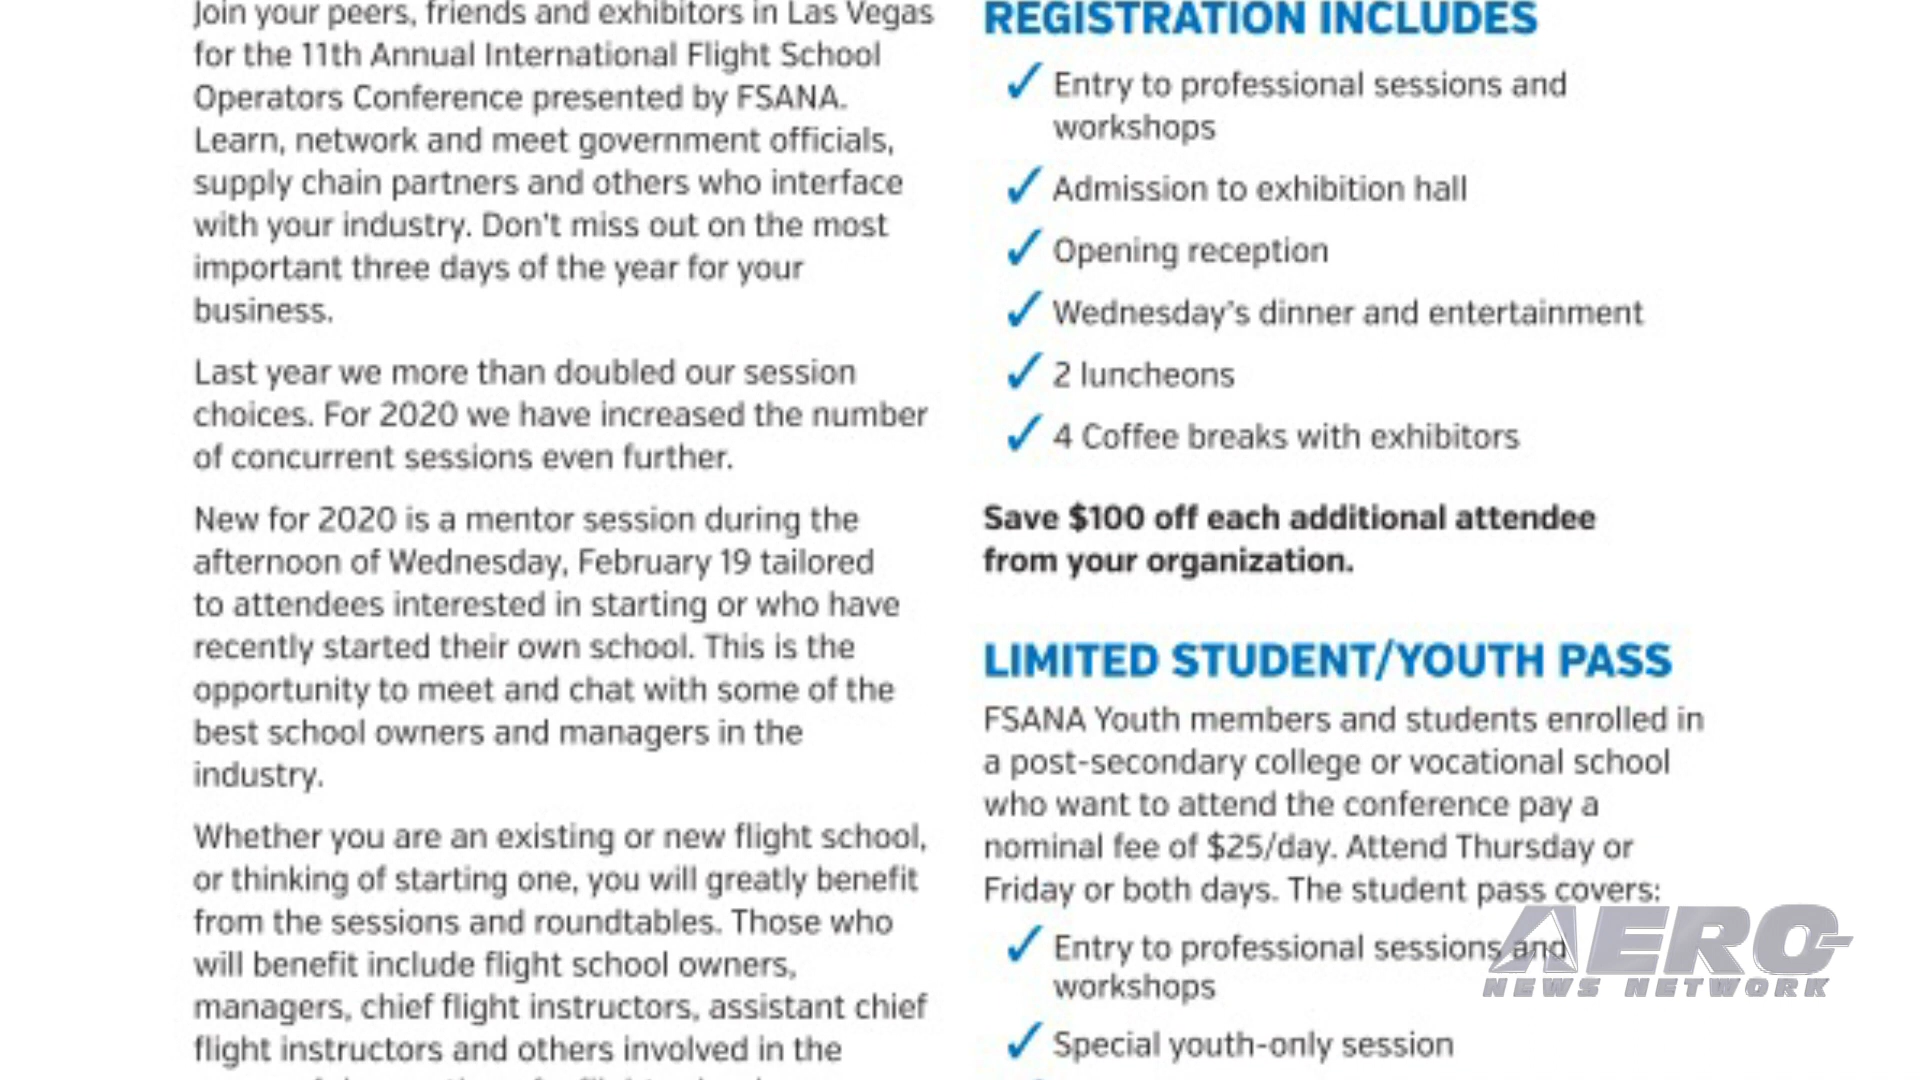 Join your peers, friends and exhibitors in Las Vegas
for the 11th Annual International Flight School
Operators Conference presented by FSANA.
Learn, network and meet government officials,
supply chain partners and others who interface
with your industry. Don't miss out on the most
important three days of the year for your
business.
Last year we more than doubled our session
choices. For 2020 we have increased the number
of concurrent sessions even further.
New for 2020 is a mentor session during the
afternoon of Wednesday, February 19 tailored
to attendees interested in starting or who have
recently started their own school. This is the
opportunity to meet and chat with some of the
best school owners and managers in the
industry.
Whether you are an existing or new flight school,
or thinking of starting one, you will greatly benefit
from the sessions and roundtables. Those who
will benefit include flight school owners,
managers, chief flight instructors, assistant chief
flight instructors and others involved in the
REGISTRATION INCLUDES
✓ Entry to professional sessions and
workshops
✓ Admission to exhibition hall
✓ Opening reception
✓ Wednesday's dinner and entertainment
✓ 2 luncheons
✓ 4 Coffee breaks with exhibitors
Save $100 off each additional attendee
from your organization.
LIMITED STUDENT/YOUTH PASS
FSANA Youth members and students enrolled in
a post-secondary college or vocational school
who want to attend the conference pay a
nominal fee of $25/day. Attend Thursday or
Friday or both days. The student pass covers:
✓ Entry to professional sessions and
workshops
✓ Special youth-only session
AERO-
NEWS NETWORK